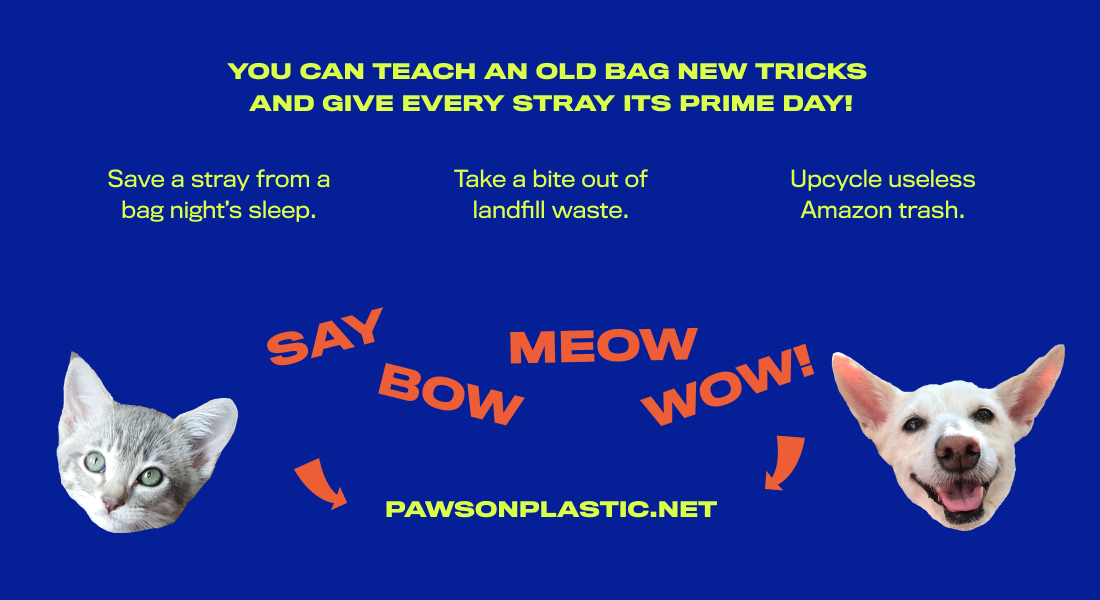 YOU CAN TEACH AN OLD BAG NEW TRICKS
AND GIVE EVERY STRAY ITS PRIME DAY!
Save a stray from a
bag night’s sleep.
Take a bite out of
landfill waste.
Upcycle useless
Amazon trash.
SAY
BOW
MEOW
WOW!
PAWSONPLASTIC.NET